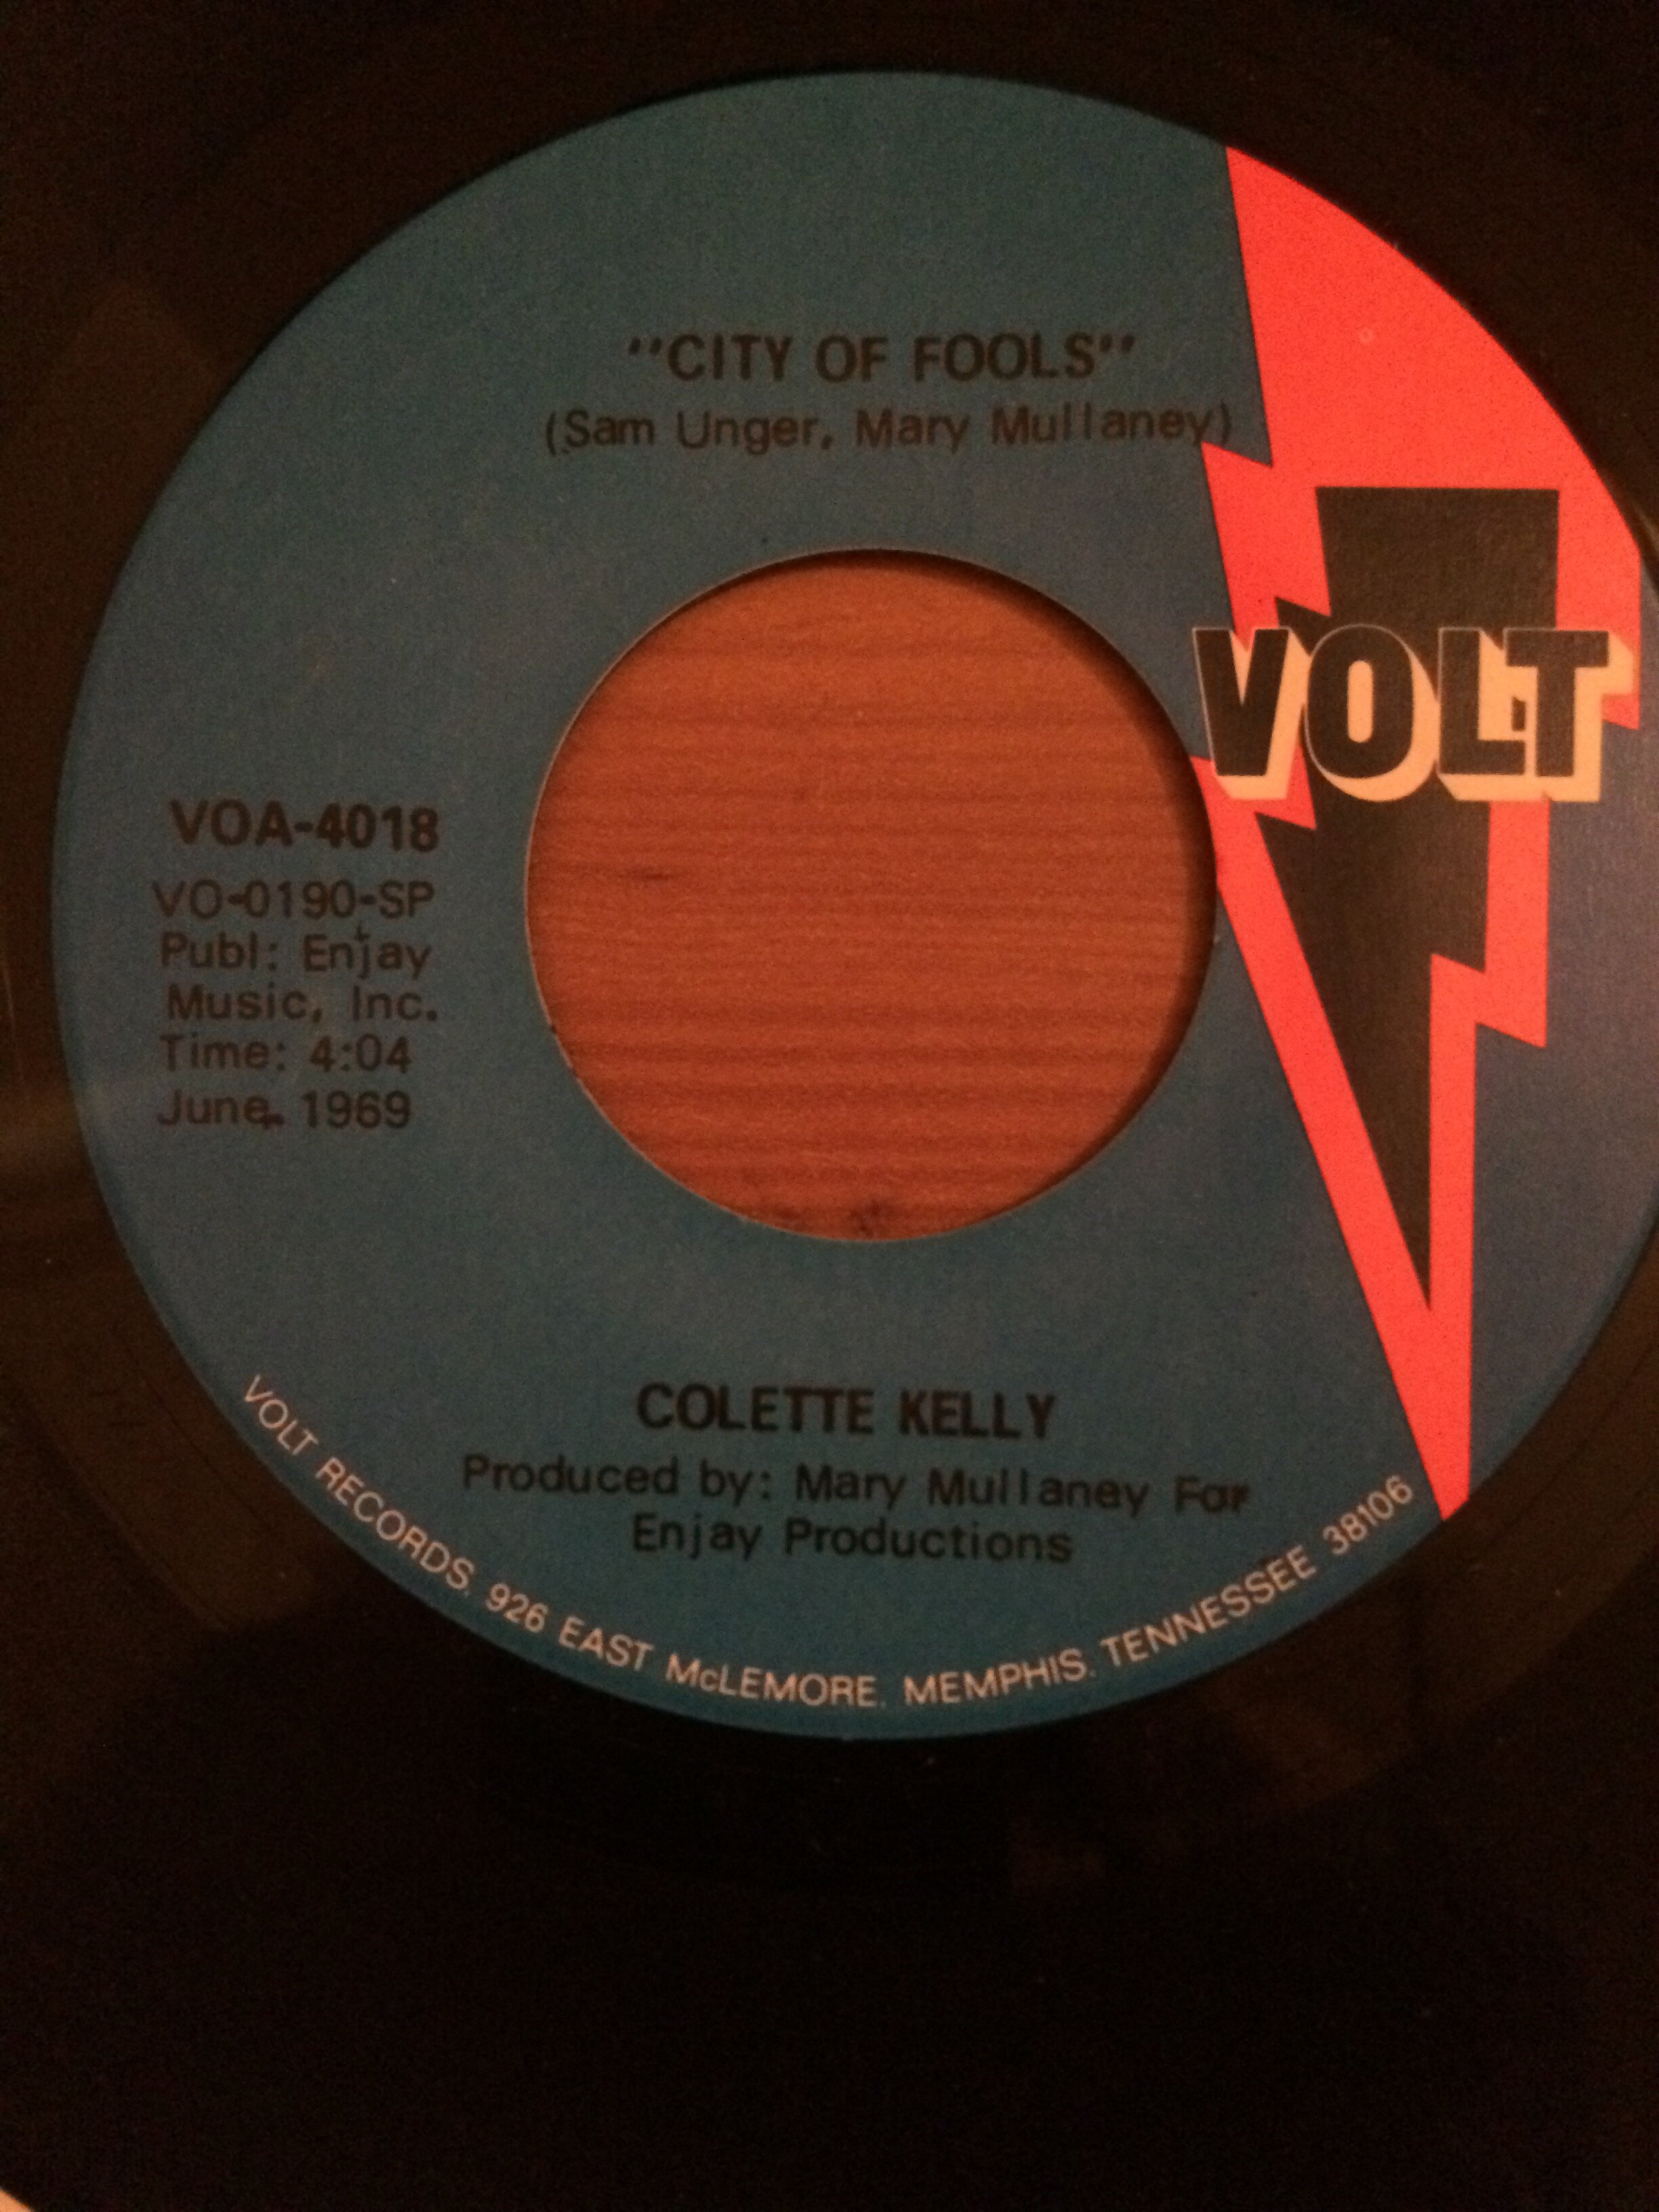 "CITY OF FOOLS"
(Sam Unger, Mary Mullaney)
VOLT
VOA-4018
VO-0190-SP
Publ: Enjay
Music, Inc.
Time: 4:04
June, 1969
COLETTE KELLY
Produced by: Mary Mullaney For
Enjay Productions
VOLT RECORDS, 926 EAST McLEMORE, MEMPHIS, TENNESSEE 38106